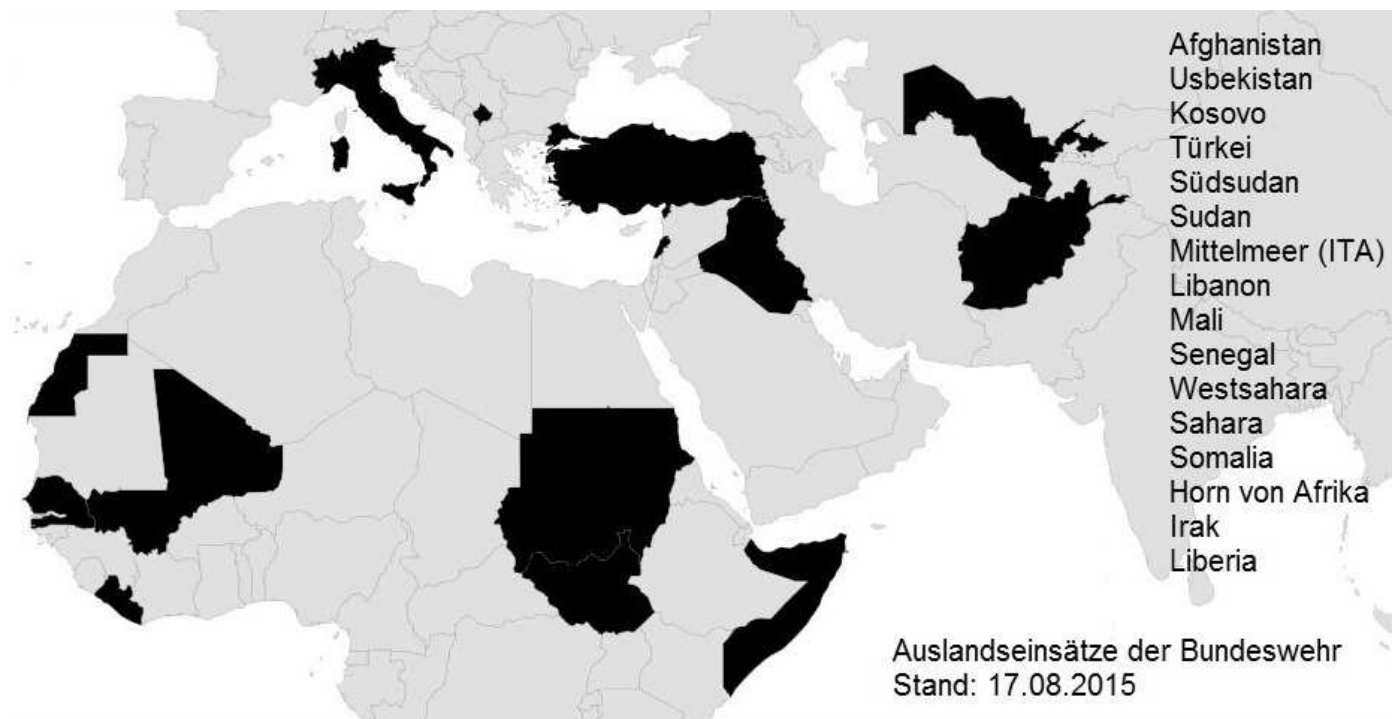 Afghanistan
Usbekistan
Kosovo
Türkei
Südsudan
Sudan
Mittelmeer (ITA)
Libanon
Mali
Senegal
Westsahara
Sahara
Somalia
Horn von Afrika
Irak
Liberia
Auslandseinsätze der Bundeswehr
Stand: 17.08.2015